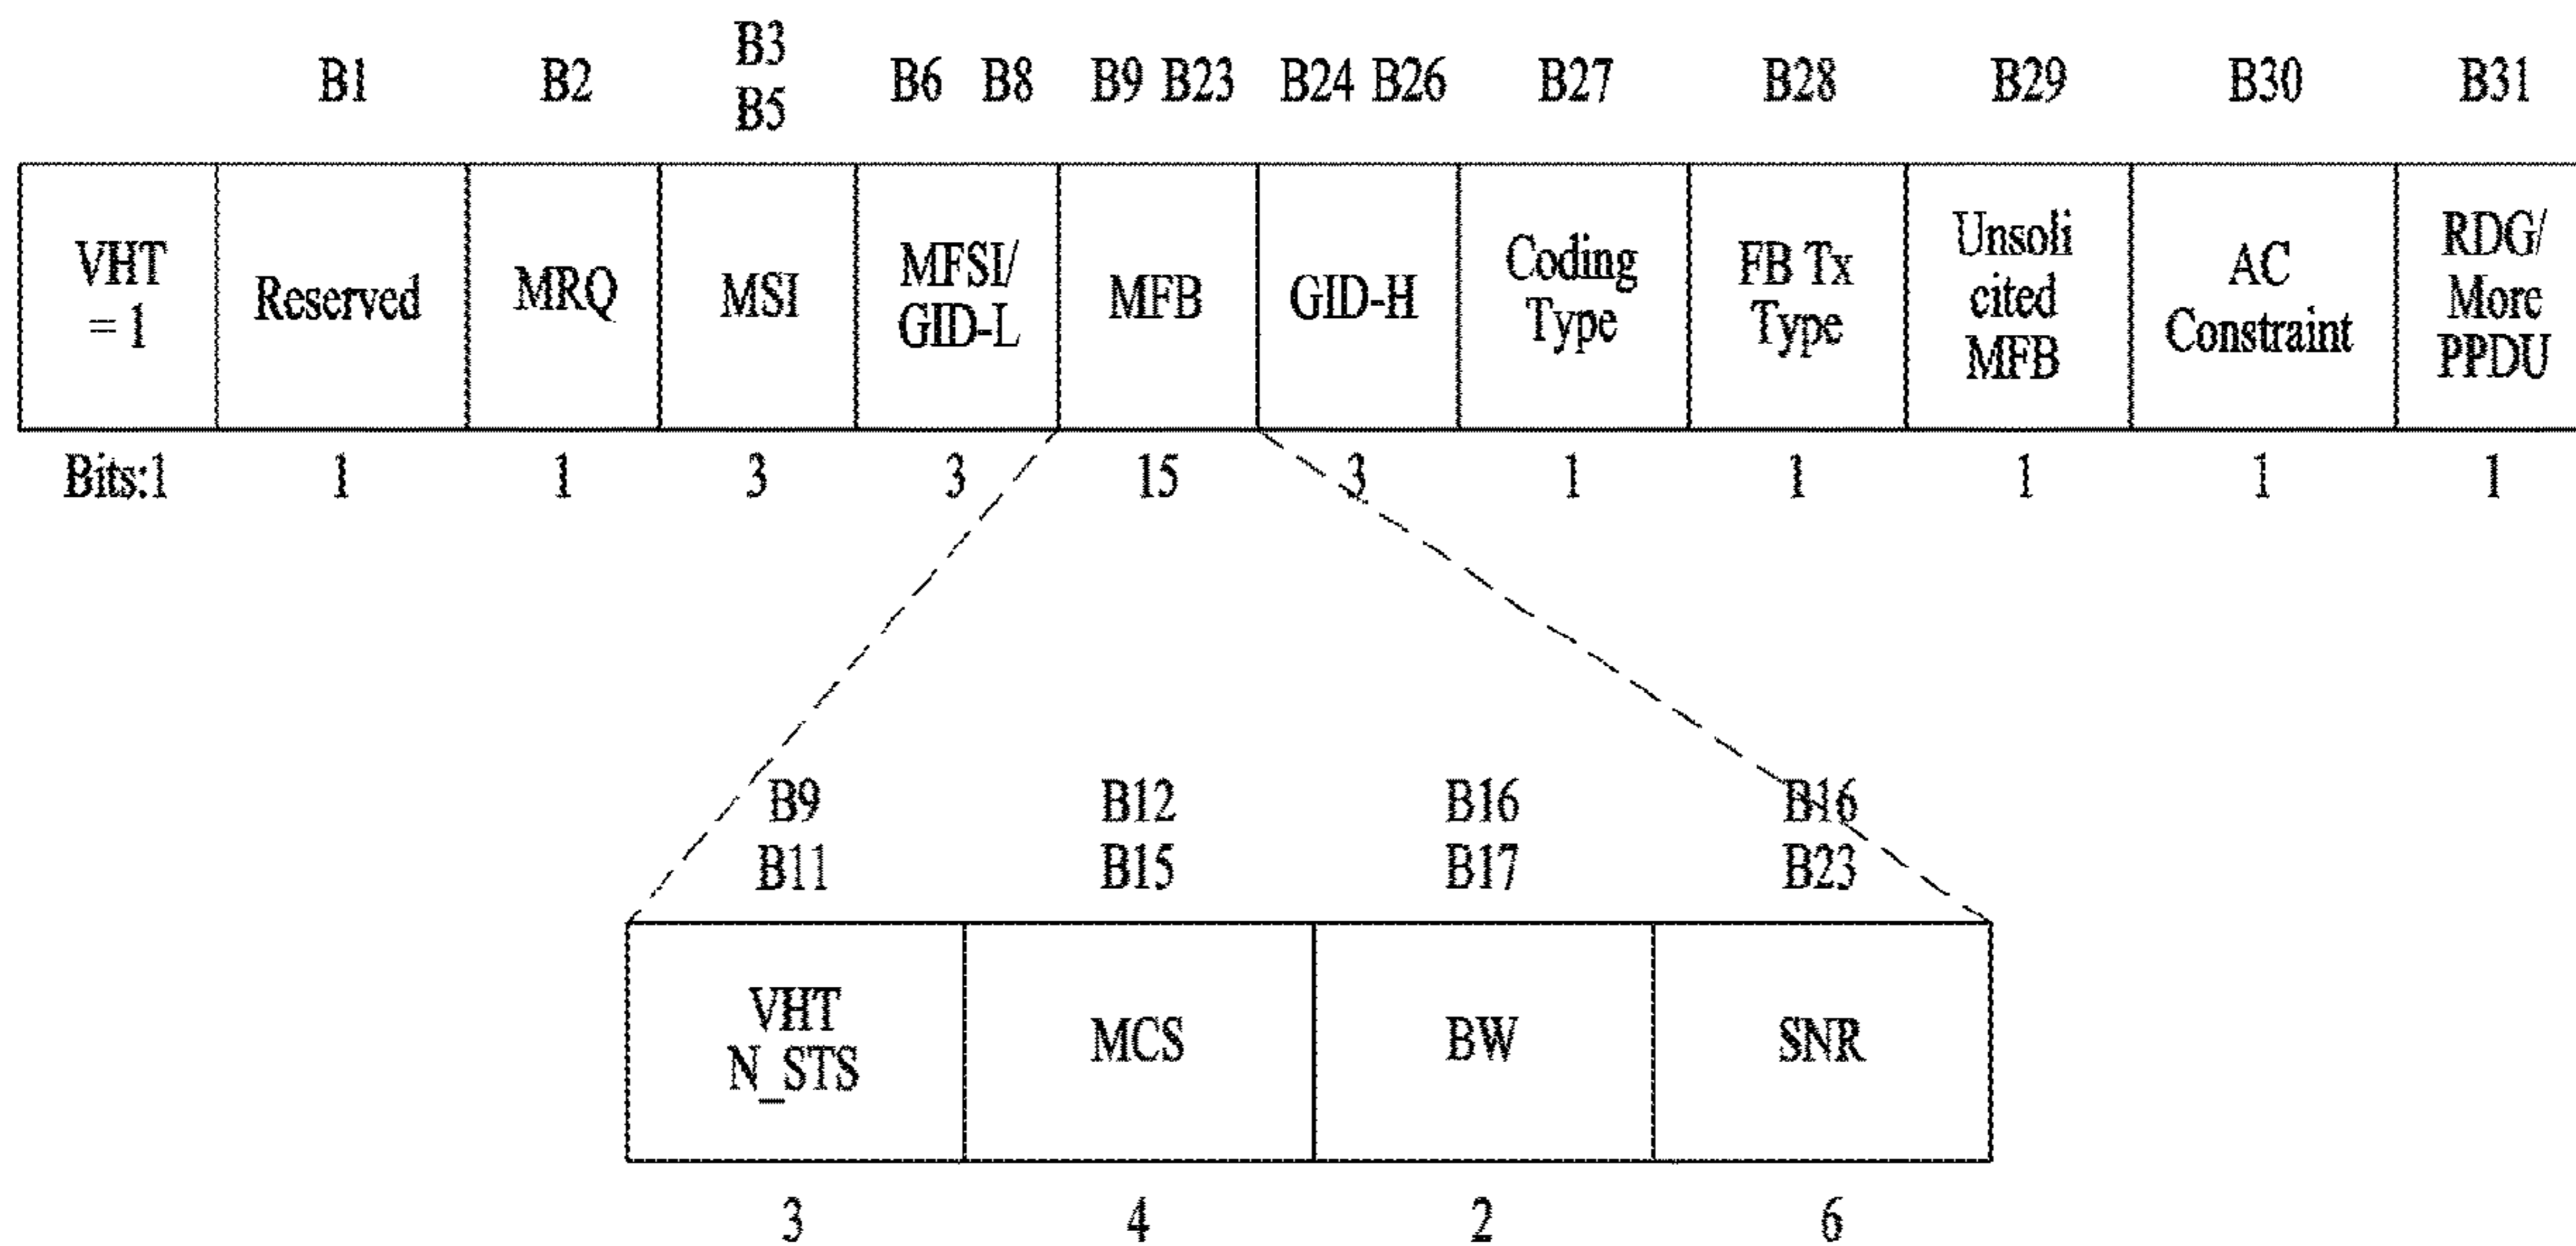 B1 B2 B3 B5 B6 B8 B9 B23 B24 B26 B27 B28 B29 B30 B31
VHT = 1
Reserved
MRQ
MSI
MFSI/ GID-L
MFB
GID-H
Coding Type
FB Tx Type
Unsoli cited MFB
AC Constraint
RDG/ More PPDU
Bits:1 1 1 3 3 15 3 1 1 1 1 1
B9 B12 B16 B16
B11 B15 B17 B23
VHT N_STS
MCS
BW
SNR
3 4 2 6